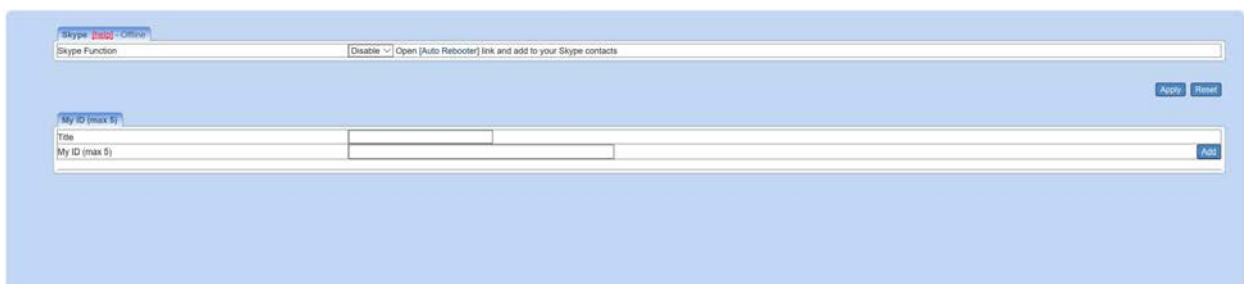 Skype [help] - Offline
Skype Function Disable Open [Auto Rebooter] link and add to your Skype contacts
Apply Reset
My ID (max 5)
Title
My ID (max 5) Add